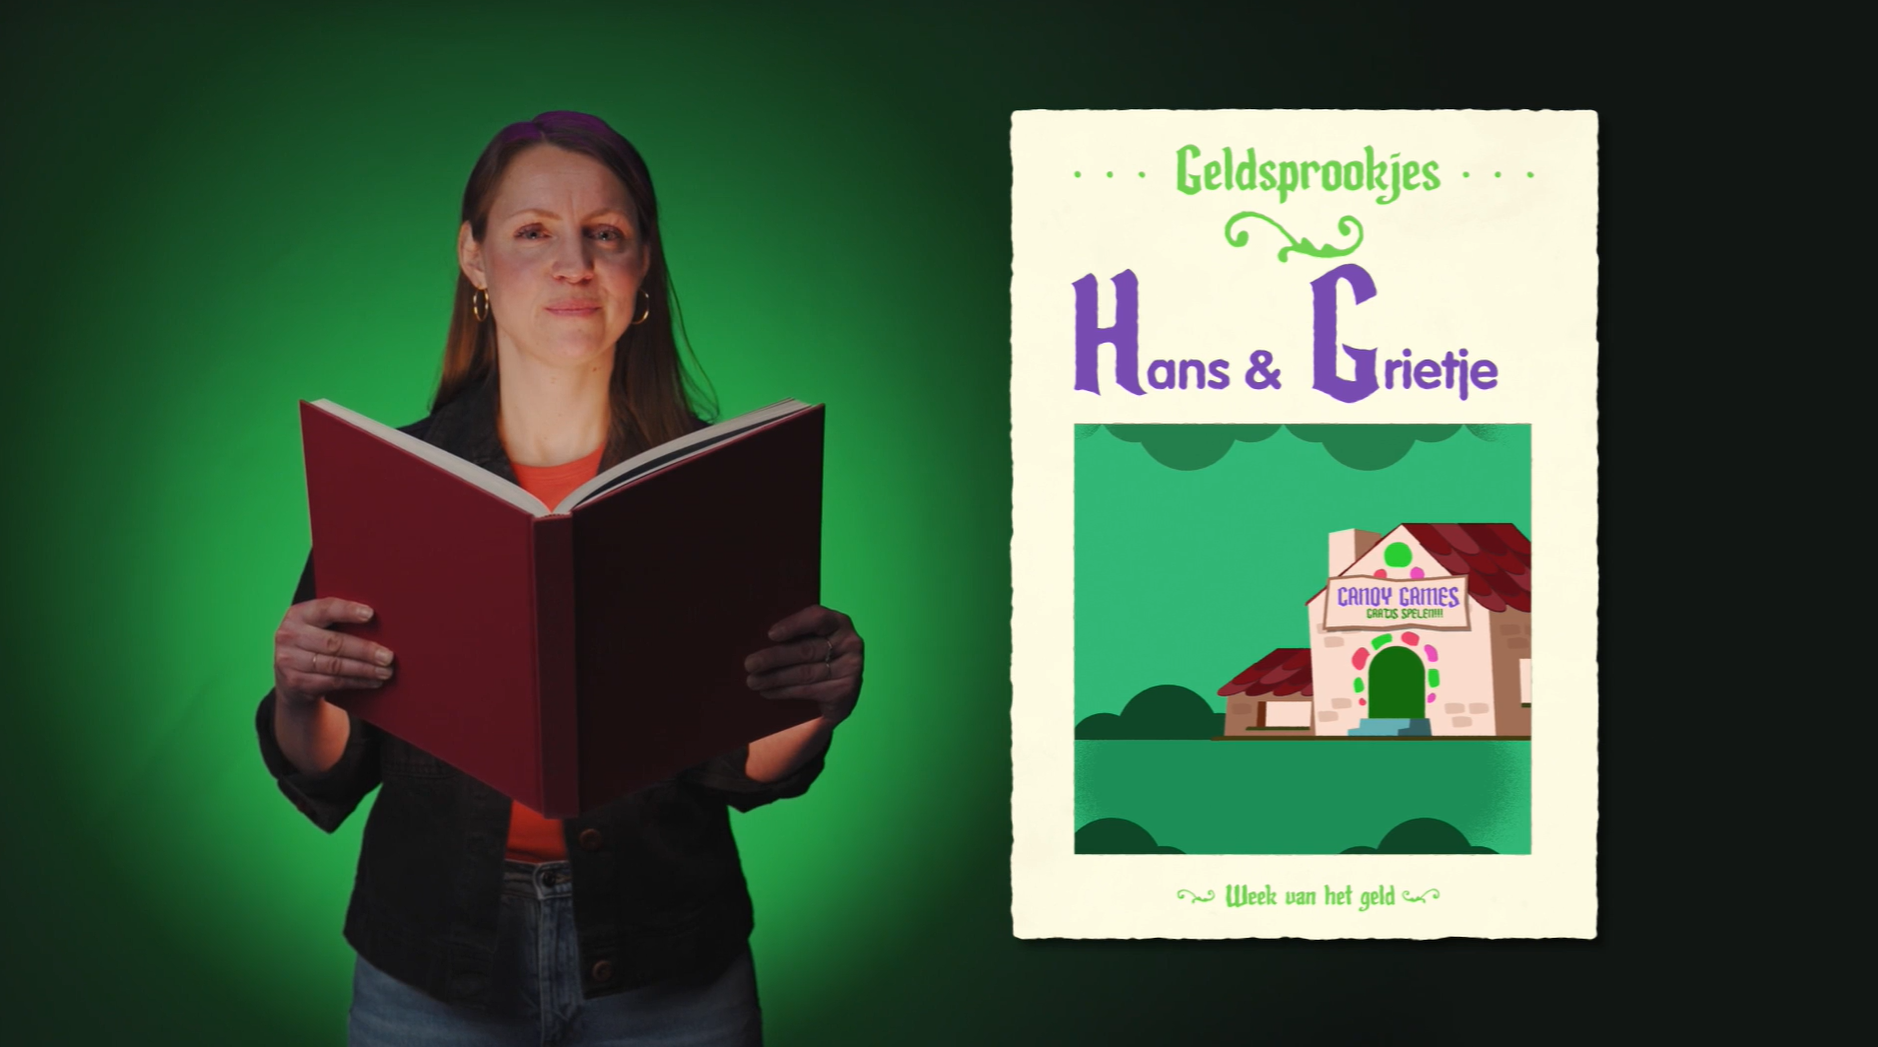 Geldsprookjes
Hans & Grietje
CANDY GAMES
GRATIS SPELEN!!!
Week van het geld